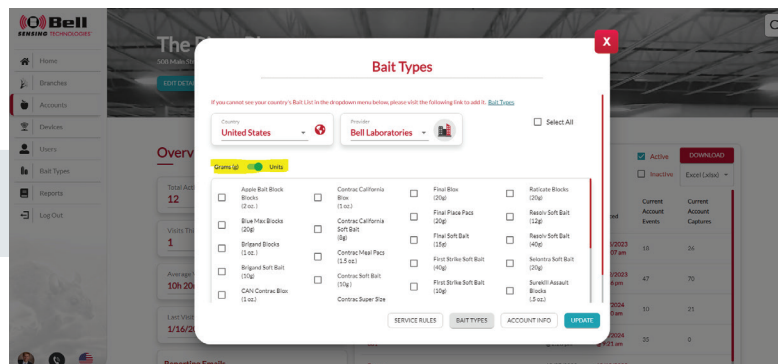 Bell
SENSING TECHNOLOGIES
Home
Branches
Accounts
Devices
Users
Bait Types
Reports
Log Out
The
EDIT
Overv
Total Acti
12
Visits Th
1
Average
10h 20
Last Visit
1/16/2
Reporting Emails
X
Bait Types
If you cannot see your country's Bait List in the dropdown menu below, please visit the following link to add it. Bait Types
Country
United States
Provider
Bell Laboratories
Select All
Grams (g) Units
Apple Bait Block
Blocks
(2 oz.)
Blue Max Blocks
(20g)
Brigand Blocks
(1 oz.)
Brigand Soft Bait
(10g)
CAN Contrac Blox
(1 oz.)
Contrac California
Blox
(1 oz.)
Contrac California
Soft Bait
(8g)
Contrac Meal Pacs
(1.5 oz.)
Contrac Soft Bait
(10g)
Contrac Super Size
Final Blox
(20g)
Final Place Pacs
(20g)
Final Soft Bait
(15g)
First Strike Soft Bait
(40g)
First Strike Soft Bait
(10g)
Raticate Blocks
(20g)
Resolv Soft Bait
(12g)
Resolv Soft Bait
(40g)
Selontra Soft Bait
(20g)
Surekill Assault
Blocks
(.5 oz.)
SERVICE RULES
BAIT TYPES
ACCOUNT INFO
UPDATE
Active
DOWNLOAD
Inactive
Excel (.xlsx)
Current
Account
Events
Current
Account
Captures
18
26
47
70
10
21
35
0